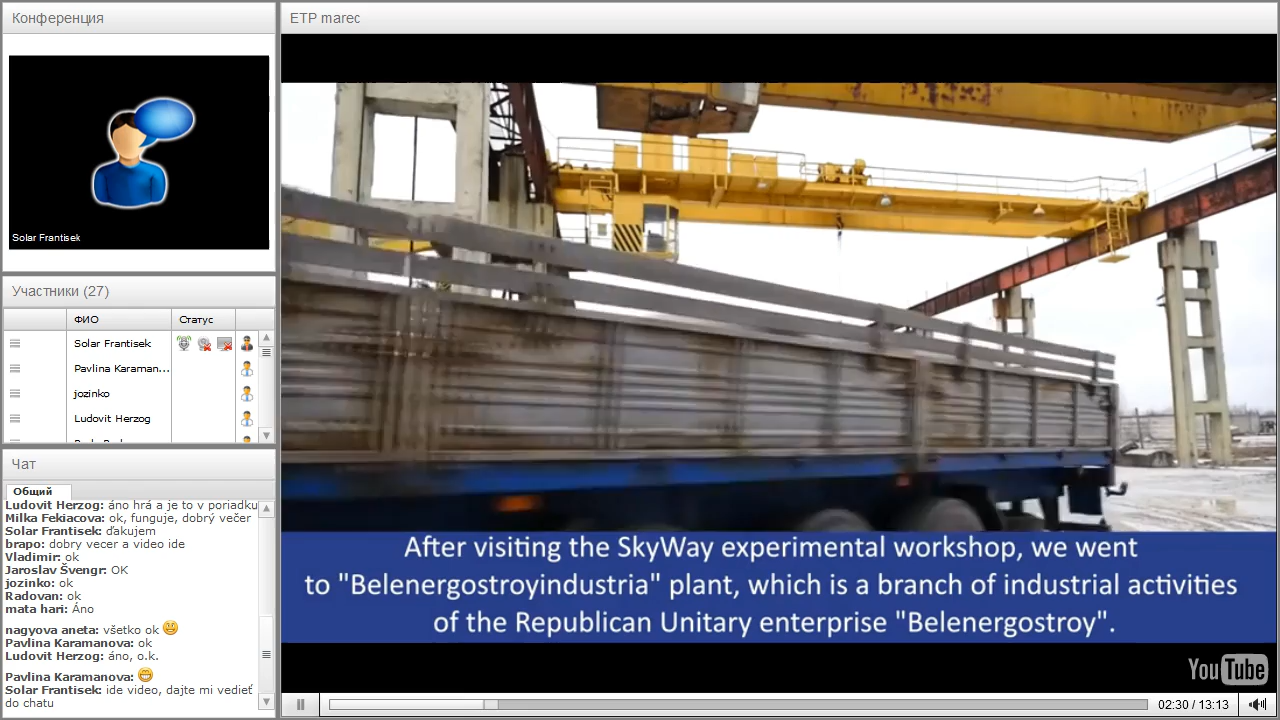 Конференция
Solar Frantisek
Участники (27)
ФИО
Статус
Solar Frantisek
Pavlina Karaman...
jozinko
Ludovit Herzog
Чат
Общий
Ludovit Herzog: áno hrá a je to v poriadku
Milka Fekiacova: ok, funguje, dobrý večer
Solar Frantisek: ďakujem
brapo: dobry vecer a video ide
Vladimir: ok
Jaroslav Švengr: OK
jozinko: ok
Radovan: ok
mata hari: Áno
nagyova aneta: všetko ok
Pavlina Karamanova: ok
Ludovit Herzog: áno, o.k.
Pavlina Karamanova:
Solar Frantisek: ide video, dajte mi vedieť
do chatu
ETP marec
After visiting the SkyWay experimental workshop, we went
to "Belenergostroyindustria" plant, which is a branch of industrial activities
of the Republican Unitary enterprise "Belenergostroy".
YouTube
02:30 / 13:13